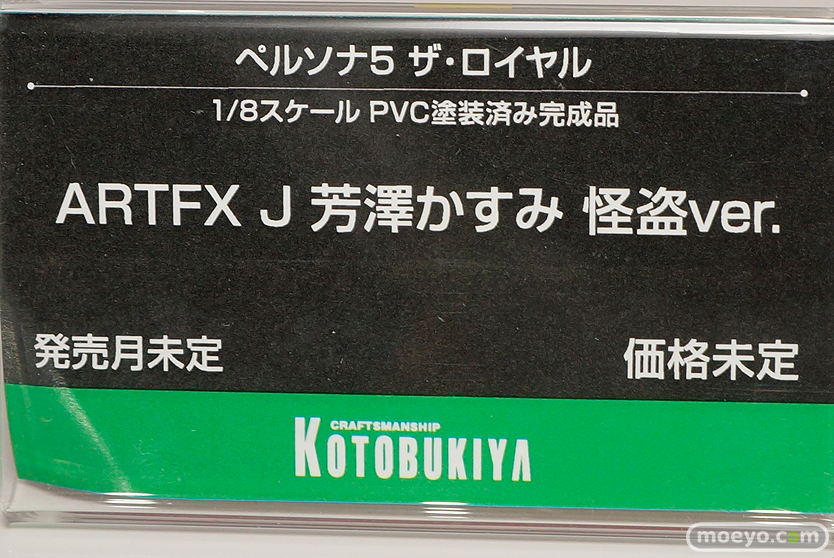 ペルソナ5 ザ・ロイヤル
1/8スケール PVC塗装済み完成品
ARTFX J 芳澤かすみ 怪盗ver.
発売月未定
価格未定
CRAFTSMANSHIP
KOTOBUKIYA
moeyo.com